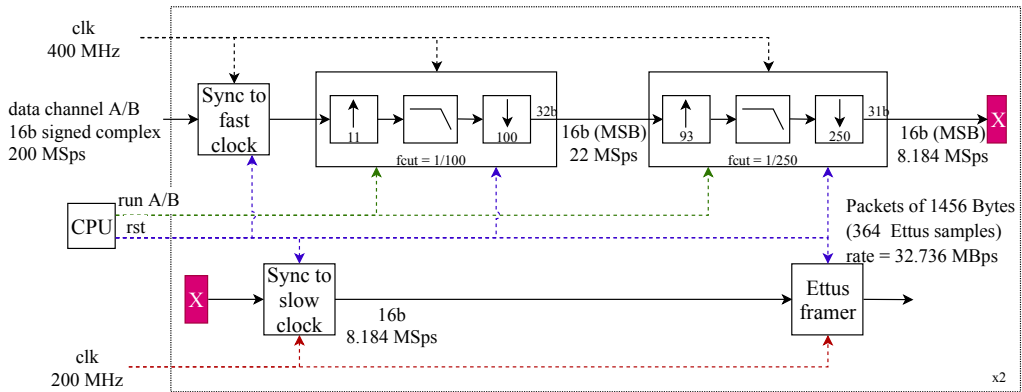 clk
400 MHz
data channel A/B
16b signed complex
200 MSps
Sync to
fast
clock
11
100
32b
fcut = 1/100
16b (MSB)
22 MSps
93
250
31b
fcut = 1/250
16b (MSB)
8.184 MSps
X
run A/B
CPU
rst
Packets of 1456 Bytes
(364 Ettus samples)
rate = 32.736 MBps
X
Sync to
slow
clock
16b
8.184 MSps
Ettus
framer
clk
200 MHz
x2